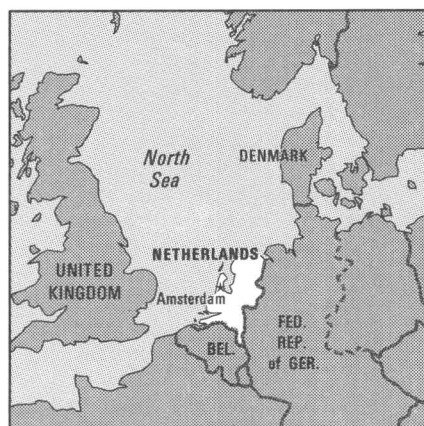 North
Sea
DENMARK
NETHERLANDS
UNITED
KINGDOM
Amsterdam
FED.
REP.
of GER.
BEL.